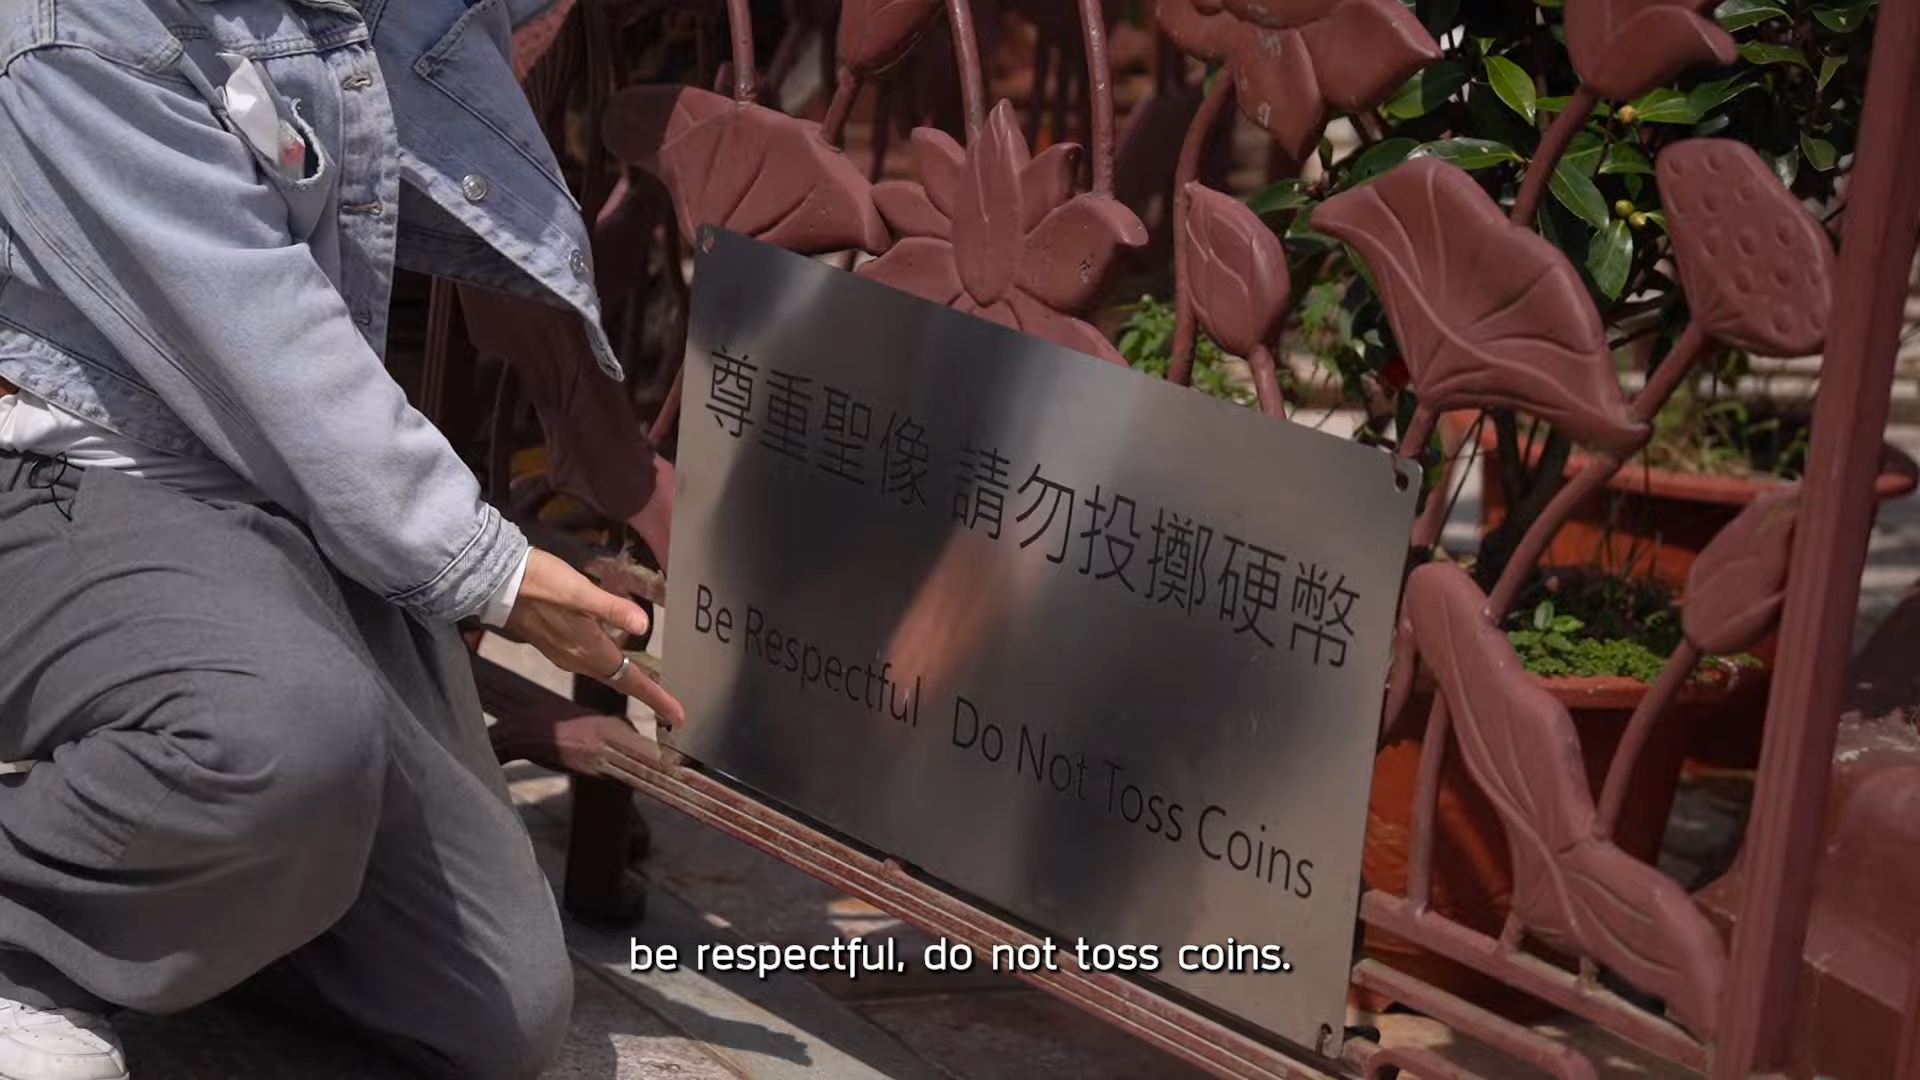 尊重聖像 請勿投擲硬幣
Be Respectful Do Not Toss Coins
be respectful, do not toss coins.